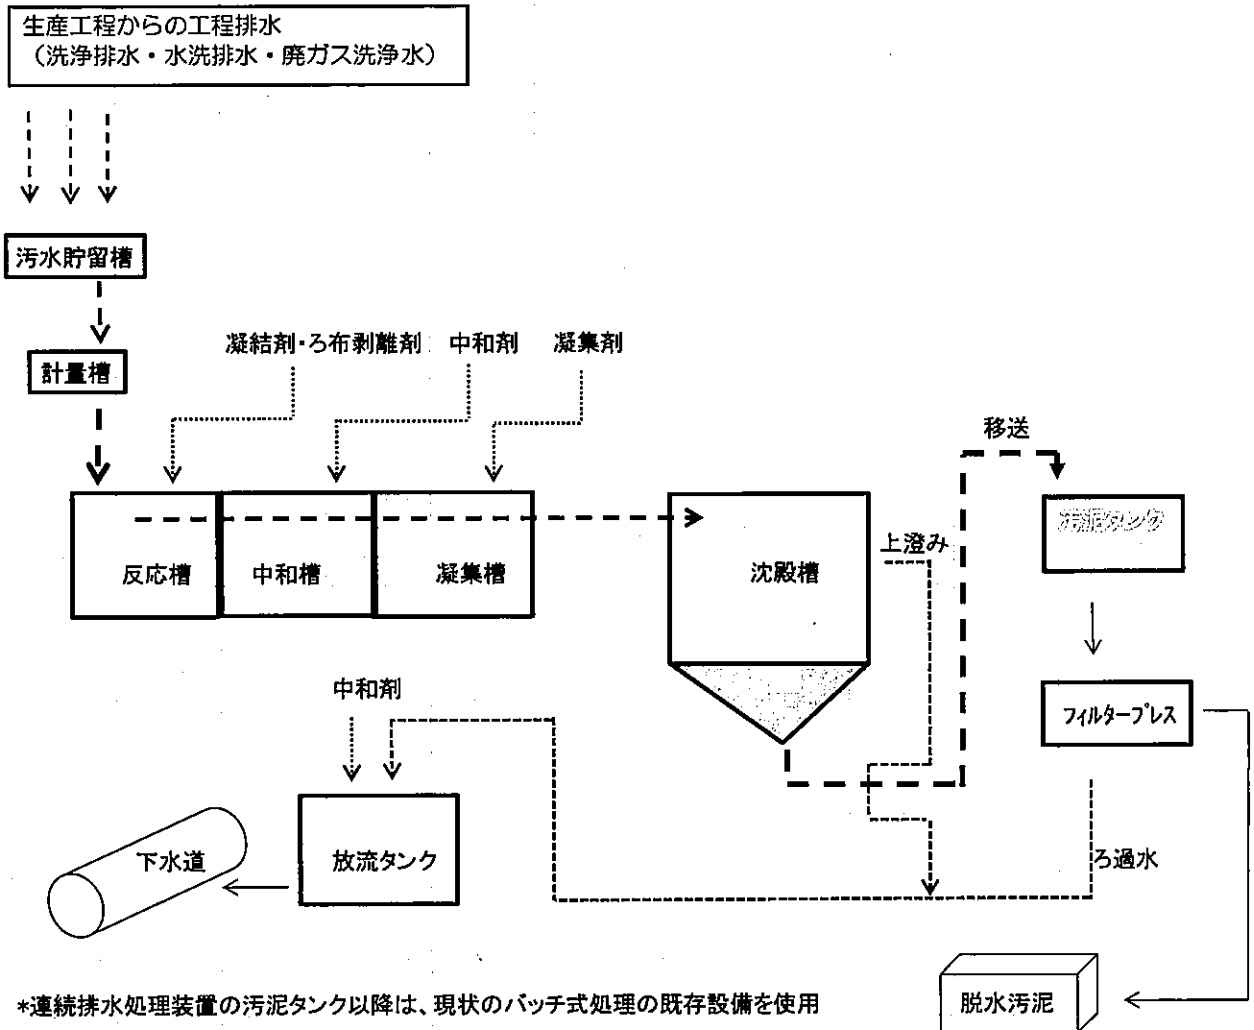 生産工程からの工程排水
（洗浄排水・水洗排水・廃ガス洗浄水）
汚水貯留槽
計量槽
凝結剤・ろ布剥離剤
中和剤
凝集剤
反応槽
中和槽
凝集槽
沈殿槽
上澄み
移送
汚泥タンク
フィルタープレス
ろ過水
脱水汚泥
中和剤
放流タンク
下水道
*連続排水処理装置の汚泥タンク以降は、現状のバッチ式処理の既存設備を使用